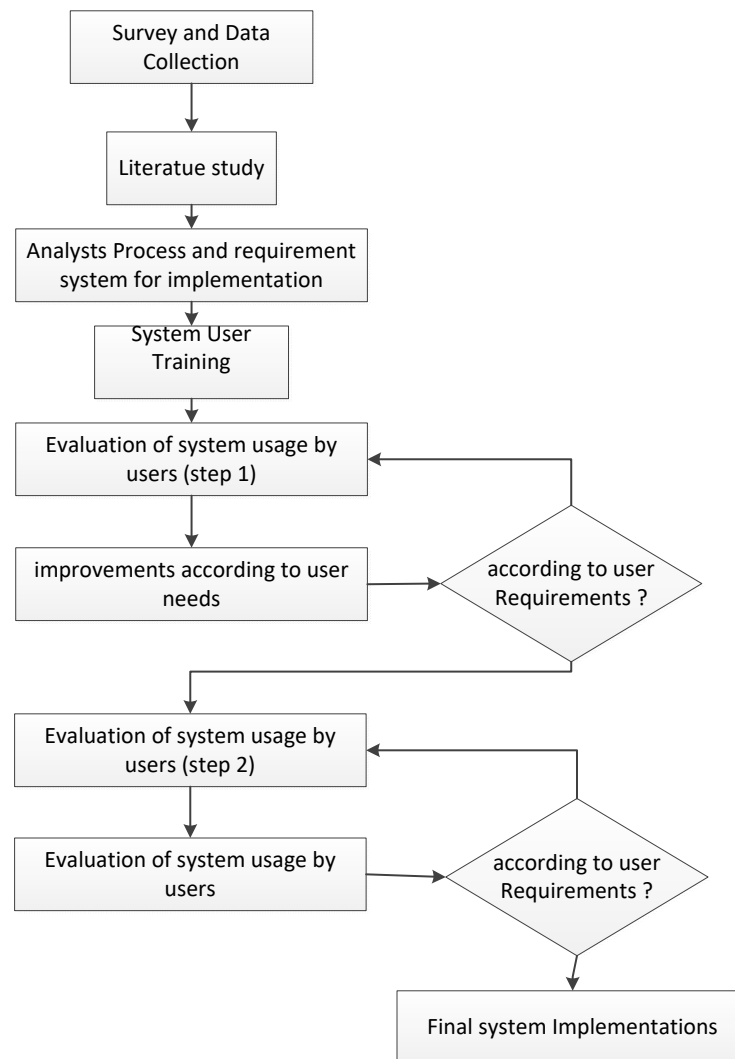 Survey and Data
Collection
Literatue study
Analysts Process and requirement
system for implementation
System User
Training
Evaluation of system usage by
users (step 1)
improvements according to user
needs
according to user
Requirements ?
Evaluation of system usage by
users (step 2)
Evaluation of system usage by
users
according to user
Requirements ?
Final system Implementations